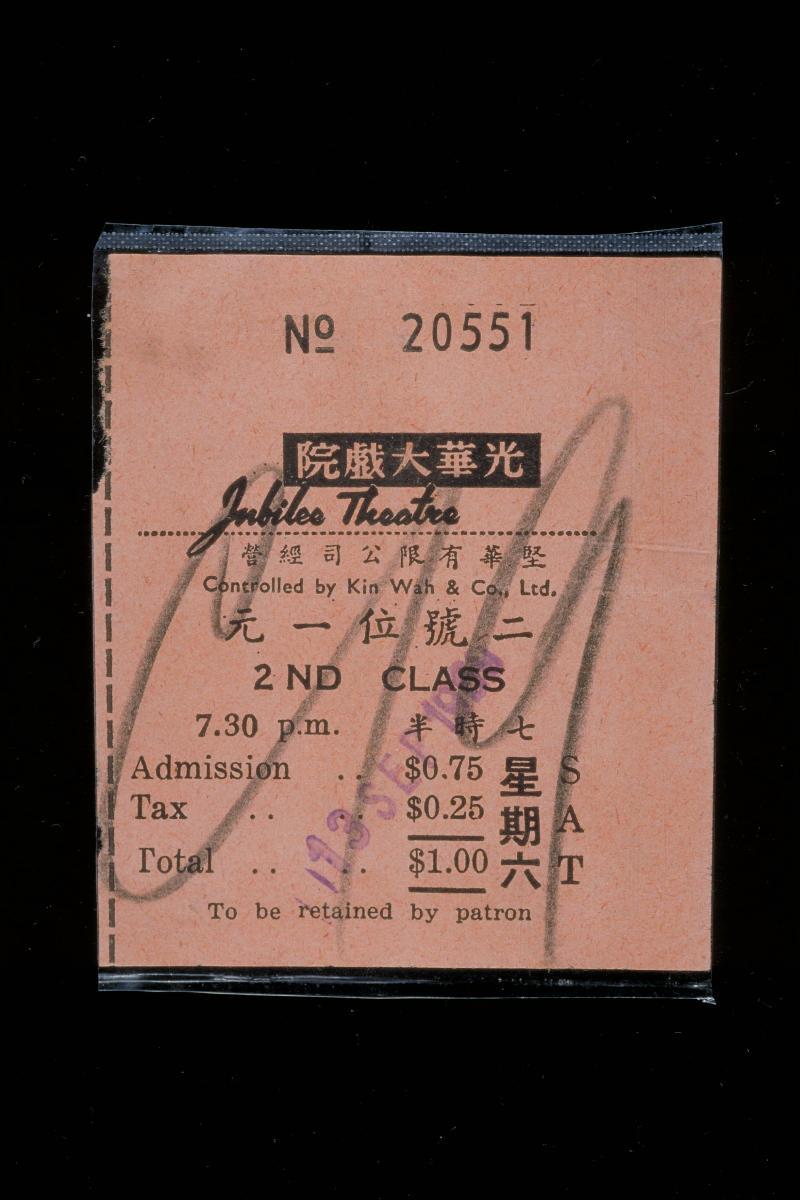 Nº 20551
光華大戲院
Jubilee Theatre
堅華有限公司經營
Controlled by Kin Wah & Co., Ltd.
二號位一元
2ND CLASS
7.30 p.m. 七時半
Admission .. $0.75
Tax .. .. $0.25
Total .. .. $1.00
星期六
SAT
13 SEP
To be retained by patron